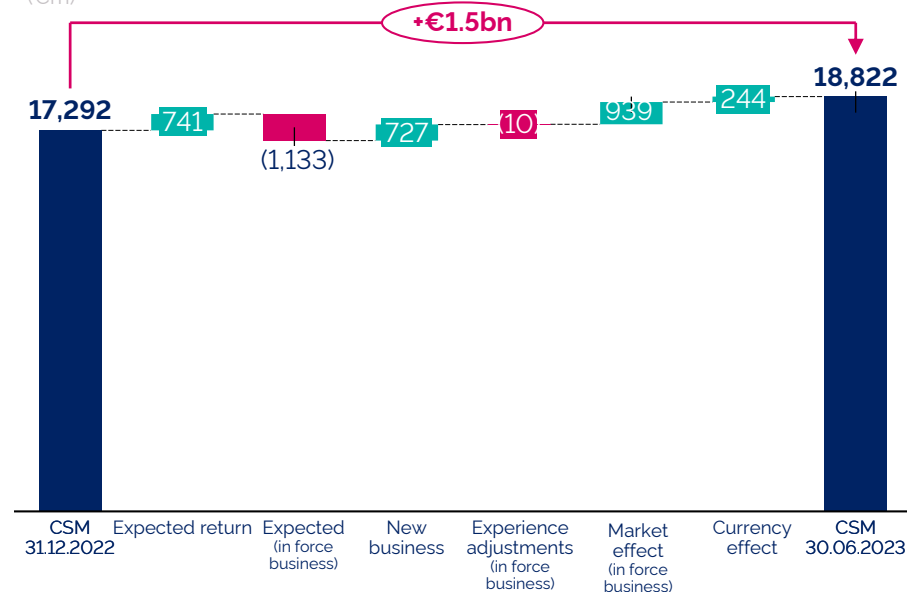 (€m)
+€1.5bn
17,292
741
(1,133)
727
(10)
939
244
18,822
CSM
31.12.2022
Expected return
Expected
(in force
business)
New
business
Experience
adjustments
(in force
business)
Market
effect
(in force
business)
Currency
effect
CSM
30.06.2023